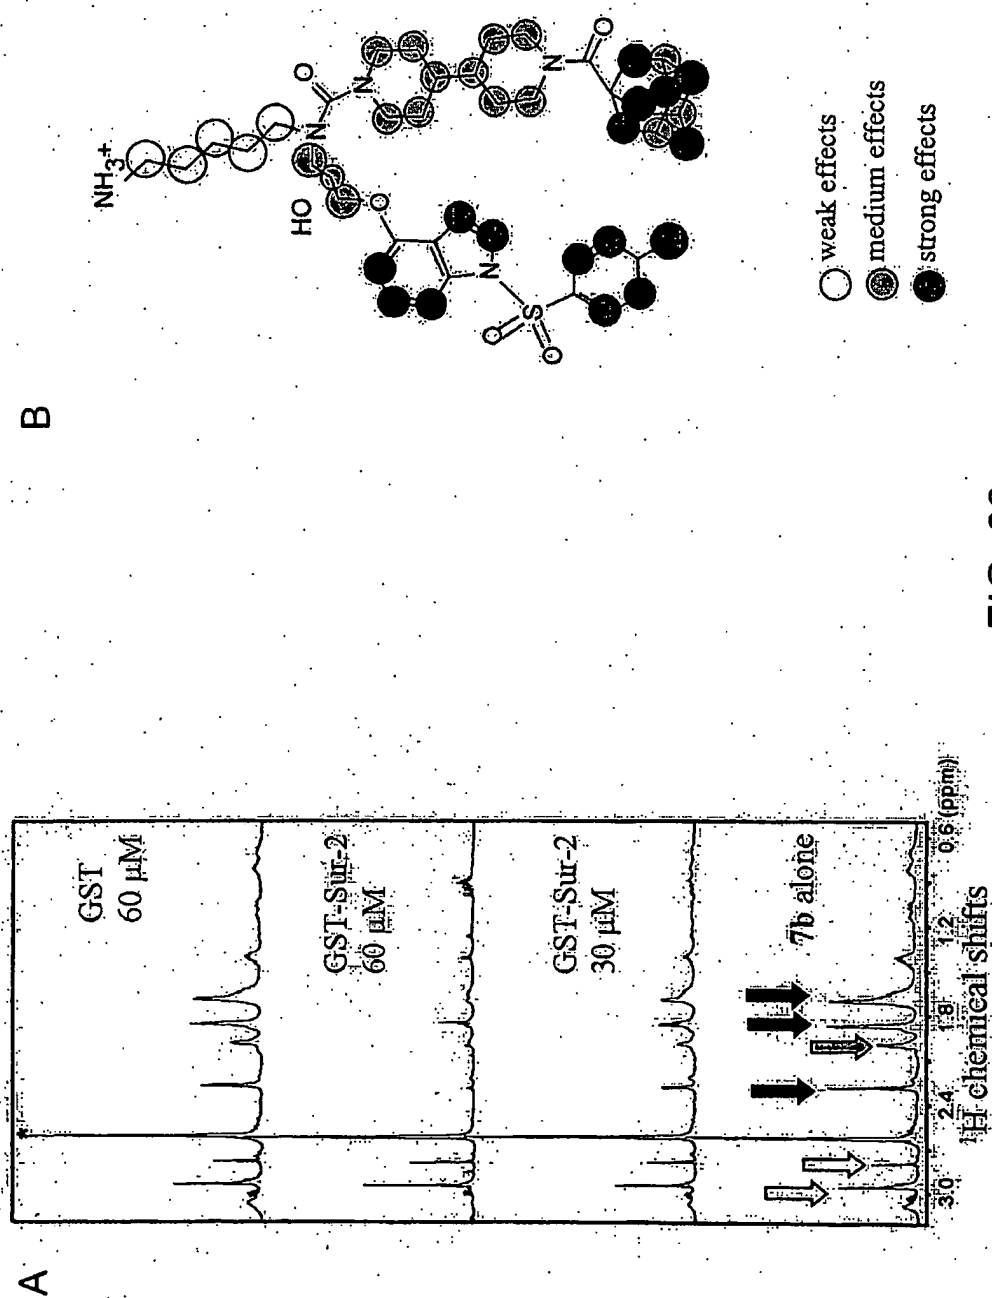 A
GST
60 μM
GST-Sur-2
60 μM
GST-Sur-2
30 μM
7b alone
*
3.0
2.4
1.8
1.2
0.6 (ppm)
¹H chemical shifts
B
NH₃+
HO
O
N
N
O
N
O
O
N
S
O
O
weak effects
medium effects
strong effects